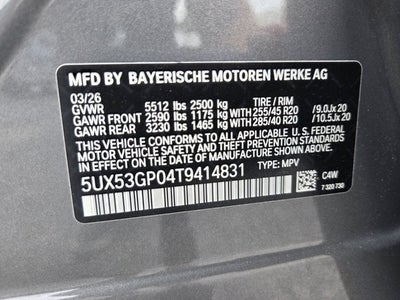 MFD BY BAYERISCHE MOTOREN WERKE AG
03/26
GVWR 5512 lbs 2500 kg TIRE / RIM
GAWR FRONT 2590 lbs 1175 kg 255/45 R20 /9.0Jx 20
GAWR REAR 3230 lbs 1465 kg 285/40 R20 /10.5Jx 20
THIS VEHICLE CONFORMS TO ALL APPLICABLE U.S. FEDERAL MOTOR
VEHICLE SAFETY, BUMPER, AND THEFT PREVENTION STANDARDS IN
EFFECT ON THE DATE OF MANUFACTURE SHOWN ABOVE.
5UX53GP04T9414831 TYPE: MPV
C4W
7 320 730